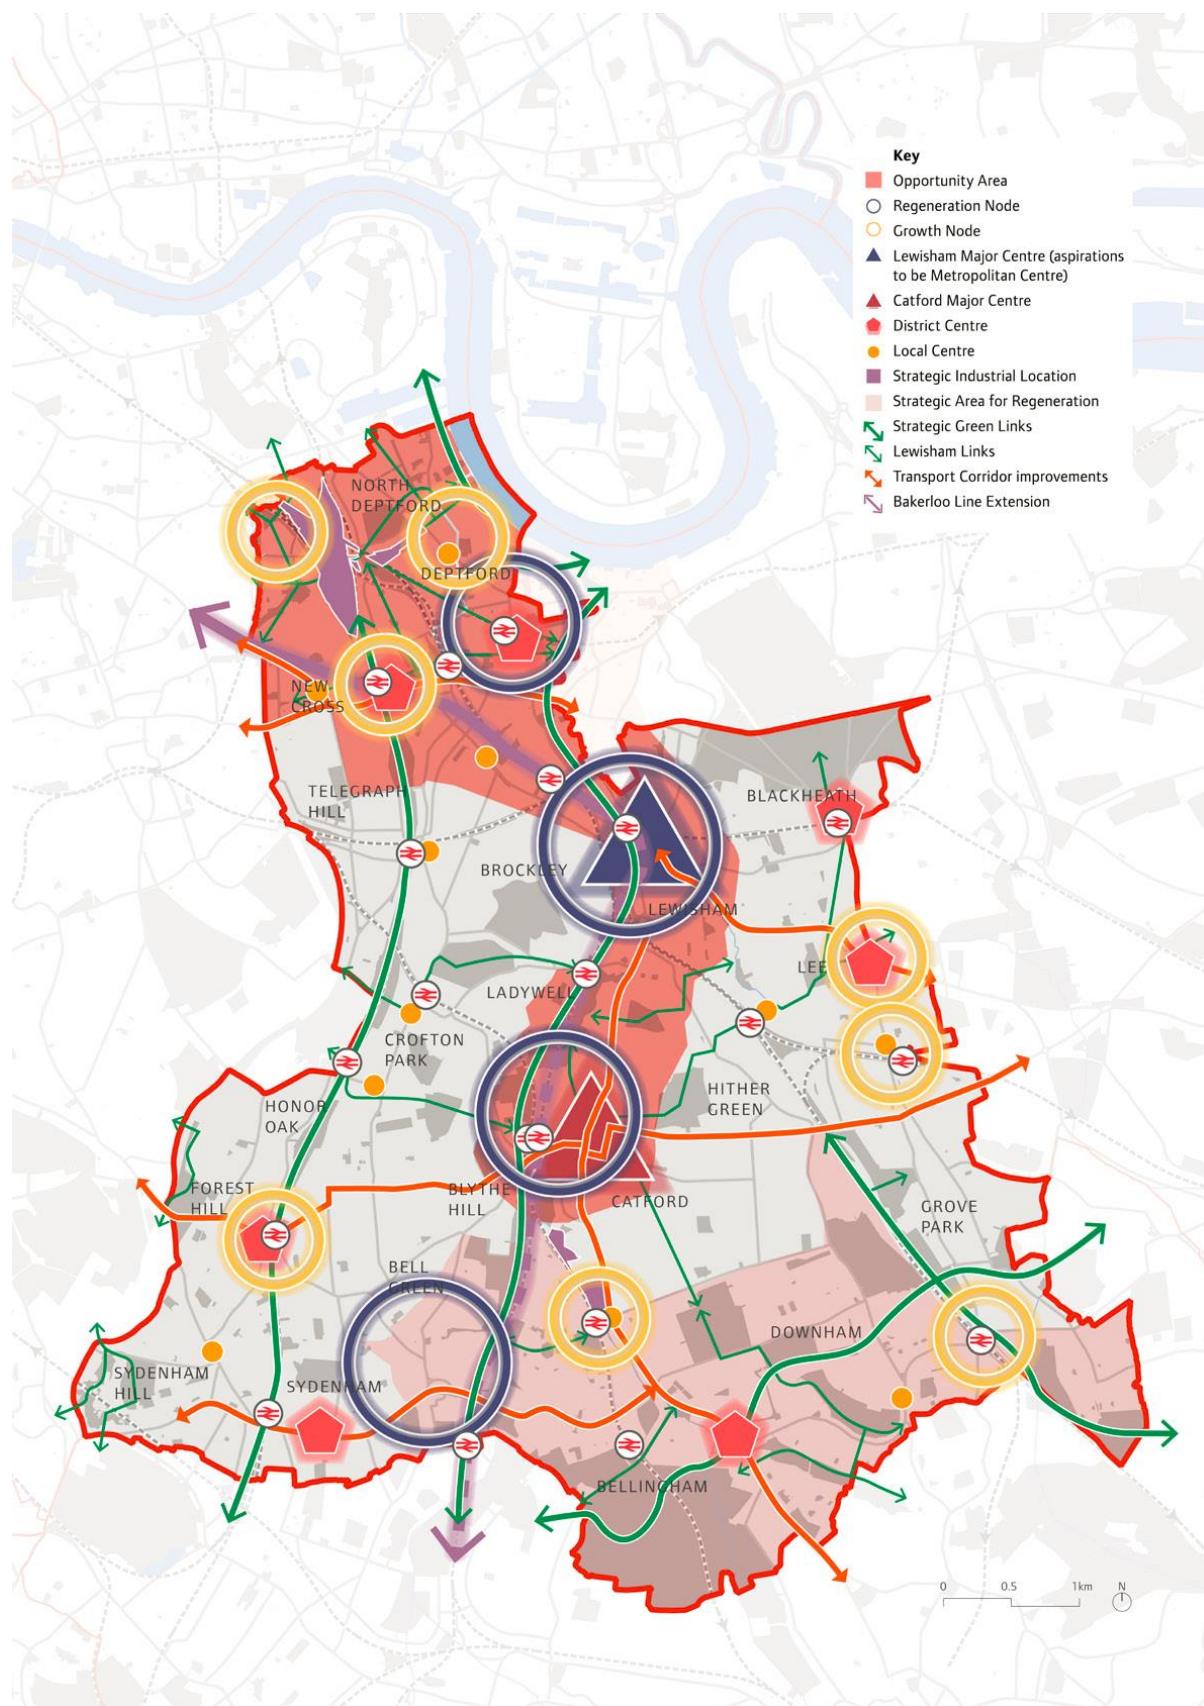 Key
Opportunity Area
Regeneration Node
Growth Node
Lewisham Major Centre (aspirations
to be Metropolitan Centre)
Catford Major Centre
District Centre
Local Centre
Strategic Industrial Location
Strategic Area for Regeneration
Strategic Green Links
Lewisham Links
Transport Corridor improvements
Bakerloo Line Extension
NORTH
DEPTFORD
DEPTFORD
NEW
CROSS
TELEGRAPH
HILL
BLACKHEATH
BROCKLEY
LEWISHAM
LEE
LADYWELL
CROFTON
PARK
HITHER
GREEN
HONOR
OAK
FOREST
HILL
BLYTHE
HILL
CATFORD
GROVE
PARK
BELL
GREEN
DOWNHAM
SYDENHAM
HILL
SYDENHAM
BELLINGHAM
0 0.5 1km N